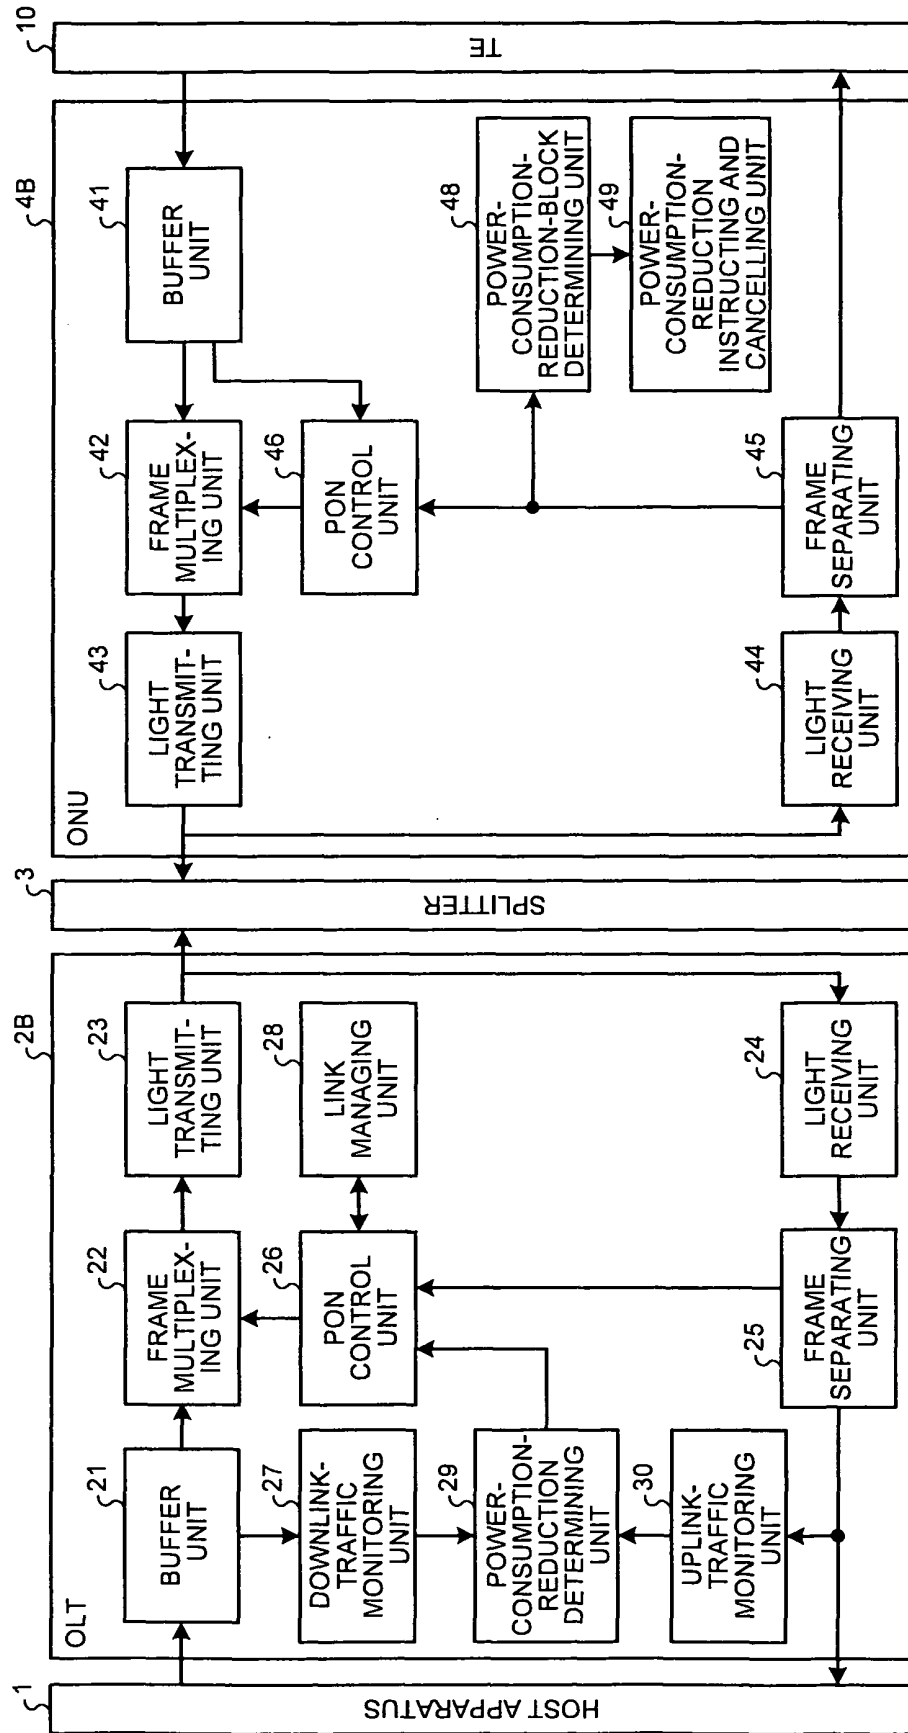 1
HOST APPARATUS
2B
OLT
21
BUFFER
UNIT
22
FRAME
MULTIPLEX-
ING UNIT
23
LIGHT
TRANSMIT-
TING UNIT
27
DOWNLINK-
TRAFFIC
MONITORING
UNIT
26
PON
CONTROL
UNIT
28
LINK
MANAGING
UNIT
29
POWER-
CONSUMPTION-
REDUCTION
DETERMINING
UNIT
30
UPLINK-
TRAFFIC
MONITORING
UNIT
25
FRAME
SEPARATING
UNIT
24
LIGHT
RECEIVING
UNIT
3
SPLITTER
4B
ONU
43
LIGHT
TRANSMIT-
TING UNIT
42
FRAME
MULTIPLEX-
ING UNIT
41
BUFFER
UNIT
46
PON
CONTROL
UNIT
48
POWER-
CONSUMPTION-
REDUCTION-BLOCK
DETERMINING UNIT
49
POWER-
CONSUMPTION-
REDUCTION
INSTRUCTING AND
CANCELLING UNIT
44
LIGHT
RECEIVING
UNIT
45
FRAME
SEPARATING
UNIT
10
TE